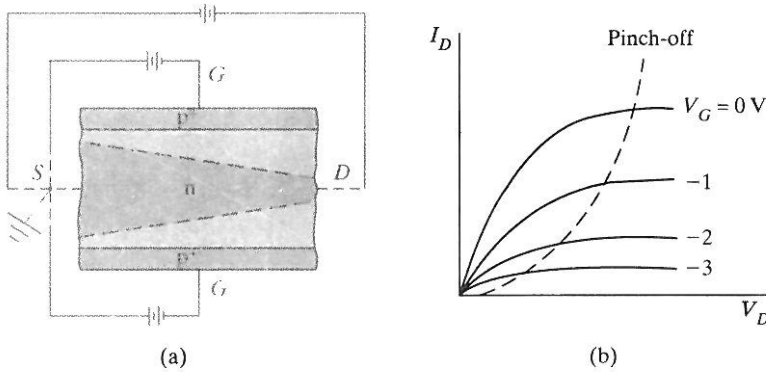 G
p⁺
S
n
D
p⁺
G
(a)
I_D
Pinch-off
V_G = 0 V
−1
−2
−3
V_D
(b)